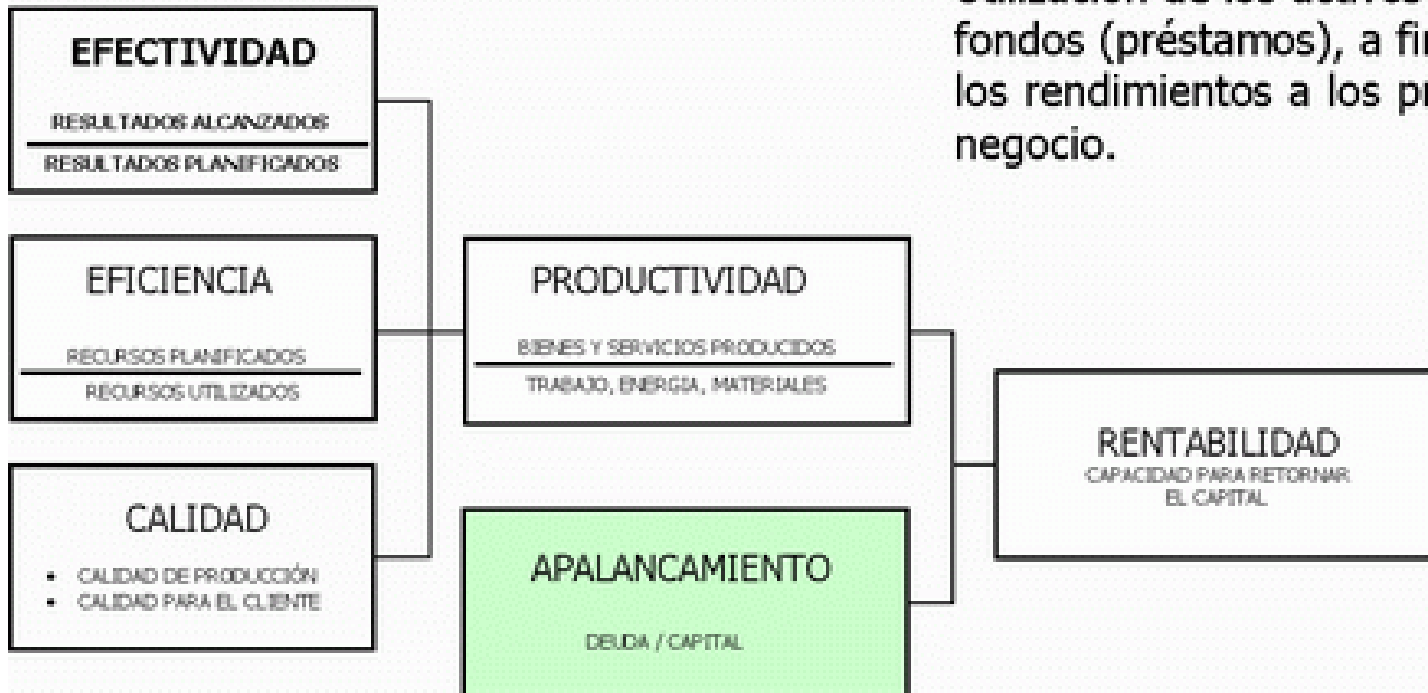 EFECTIVIDAD
RESULTADOS ALCANZADOS
RESULTADOS PLANIFICADOS
EFICIENCIA
RECURSOS PLANIFICADOS
RECURSOS UTILIZADOS
CALIDAD
• CALIDAD DE PRODUCCIÓN
• CALIDAD PARA EL CLIENTE
PRODUCTIVIDAD
BIENES Y SERVICIOS PRODUCIDOS
TRABAJO, ENERGIA, MATERIALES
APALANCAMIENTO
DEUDA / CAPITAL
fondos (préstamos), a fin
los rendimientos a los
negocio.
RENTABILIDAD
CAPACIDAD PARA RETORNAR
EL CAPITAL